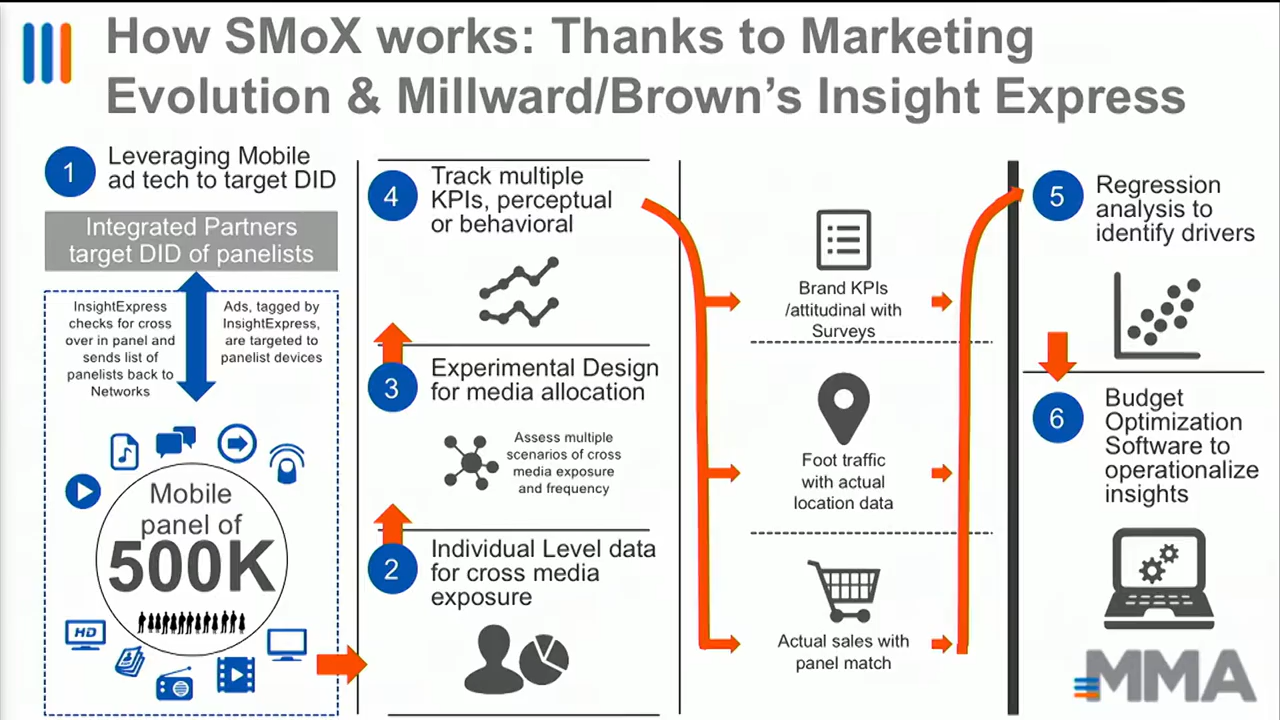 How SMoX works: Thanks to Marketing
Evolution & Millward/Brown's Insight Express
1
Leveraging Mobile
ad tech to target DID
Integrated Partners
target DID of panelists
InsightExpress
checks for cross
over in panel and
sends list of
panelists back to
Networks
Ads, tagged by
InsightExpress,
are targeted to
panelist devices
Mobile
panel of
500K
HD
2
Individual Level data
for cross media
exposure
3
Experimental Design
for media allocation
Assess multiple
scenarios of cross
media exposure
and frequency
4
Track multiple
KPIs, perceptual
or behavioral
Brand KPIs
/attitudinal with
Surveys
Foot traffic
with actual
location data
Actual sales with
panel match
5
Regression
analysis to
identify drivers
6
Budget
Optimization
Software to
operationalize
insights
MMA